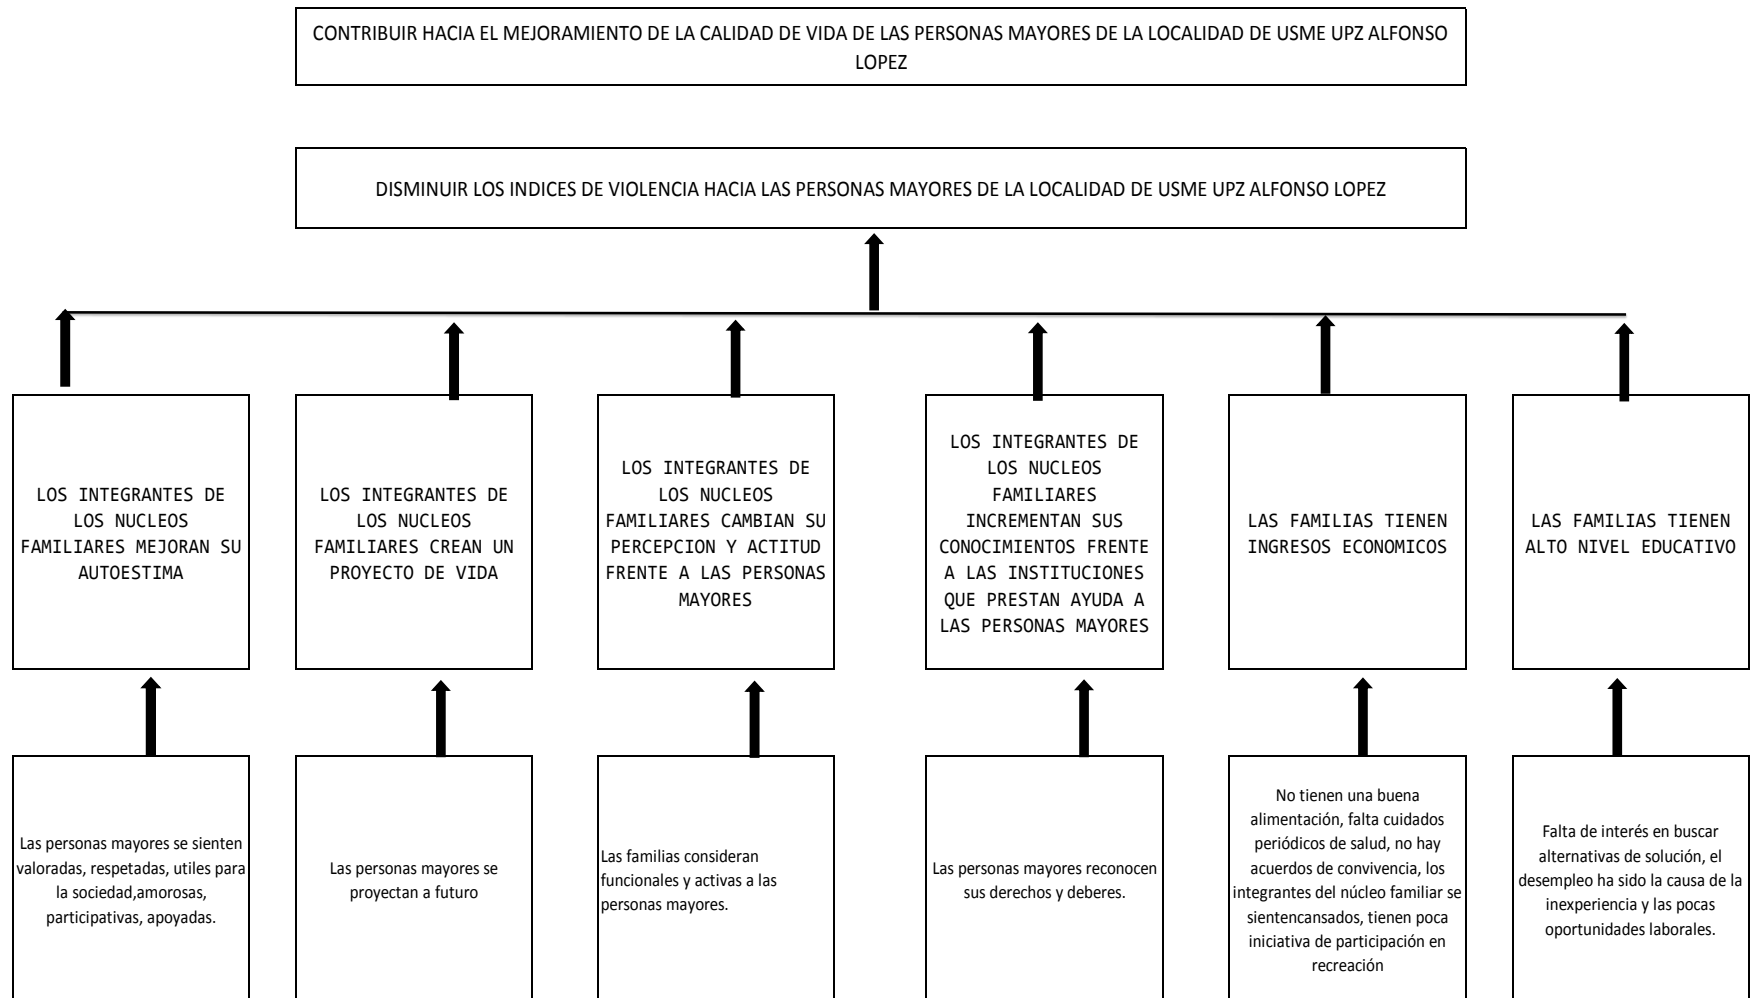 CONTRIBUIR HACIA EL MEJORAMIENTO DE LA CALIDAD DE VIDA DE LAS PERSONAS MAYORES DE LA LOCALIDAD DE USME UPZ ALFONSO
LOPEZ
DISMINUIR LOS INDICES DE VIOLENCIA HACIA LAS PERSONAS MAYORES DE LA LOCALIDAD DE USME UPZ ALFONSO LOPEZ
LOS INTEGRANTES DE
LOS NUCLEOS
FAMILIARES MEJORAN SU
AUTOESTIMA
LOS INTEGRANTES DE
LOS NUCLEOS
FAMILIARES CREAN UN
PROYECTO DE VIDA
LOS INTEGRANTES DE
LOS NUCLEOS
FAMILIARES CAMBIAN SU
PERCEPCION Y ACTITUD
FRENTE A LAS PERSONAS
MAYORES
LOS INTEGRANTES DE
LOS NUCLEOS
FAMILIARES
INCREMENTAN SUS
CONOCIMIENTOS FRENTE
A LAS INSTITUCIONES
QUE PRESTAN AYUDA A
LAS PERSONAS MAYORES
LAS FAMILIAS TIENEN
INGRESOS ECONOMICOS
LAS FAMILIAS TIENEN
ALTO NIVEL EDUCATIVO
Las personas mayores se sienten
valoradas, respetadas, utiles para
la sociedad,amorosas,
participativas, apoyadas.
Las personas mayores se
proyectan a futuro
Las familias consideran
funcionales y activas a las
personas mayores.
Las personas mayores reconocen
sus derechos y deberes.
No tienen una buena
alimentación, falta cuidados
periódicos de salud, no hay
acuerdos de convivencia, los
integrantes del núcleo familiar se
sientencansados, tienen poca
iniciativa de participación en
recreación
Falta de interés en buscar
alternativas de solución, el
desempleo ha sido la causa de la
inexperiencia y las pocas
oportunidades laborales.